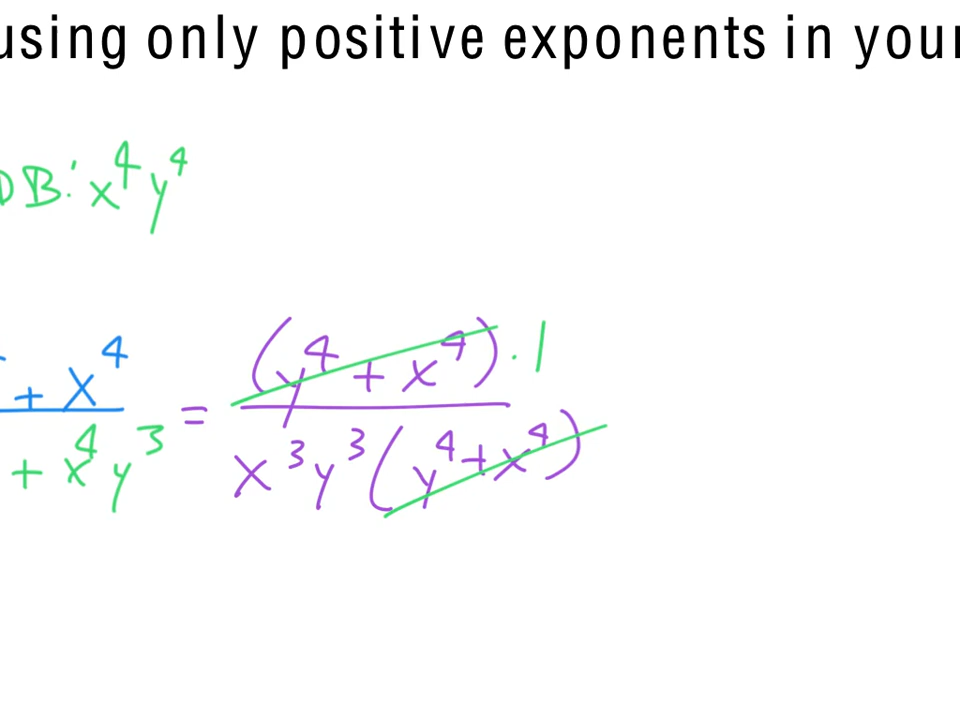 using only positive exponents in your
DB: x⁴y⁴
+ x⁴ / + x⁴y³ = (y⁴ + x⁴) · 1 / x³y³(y⁴ + x⁴)